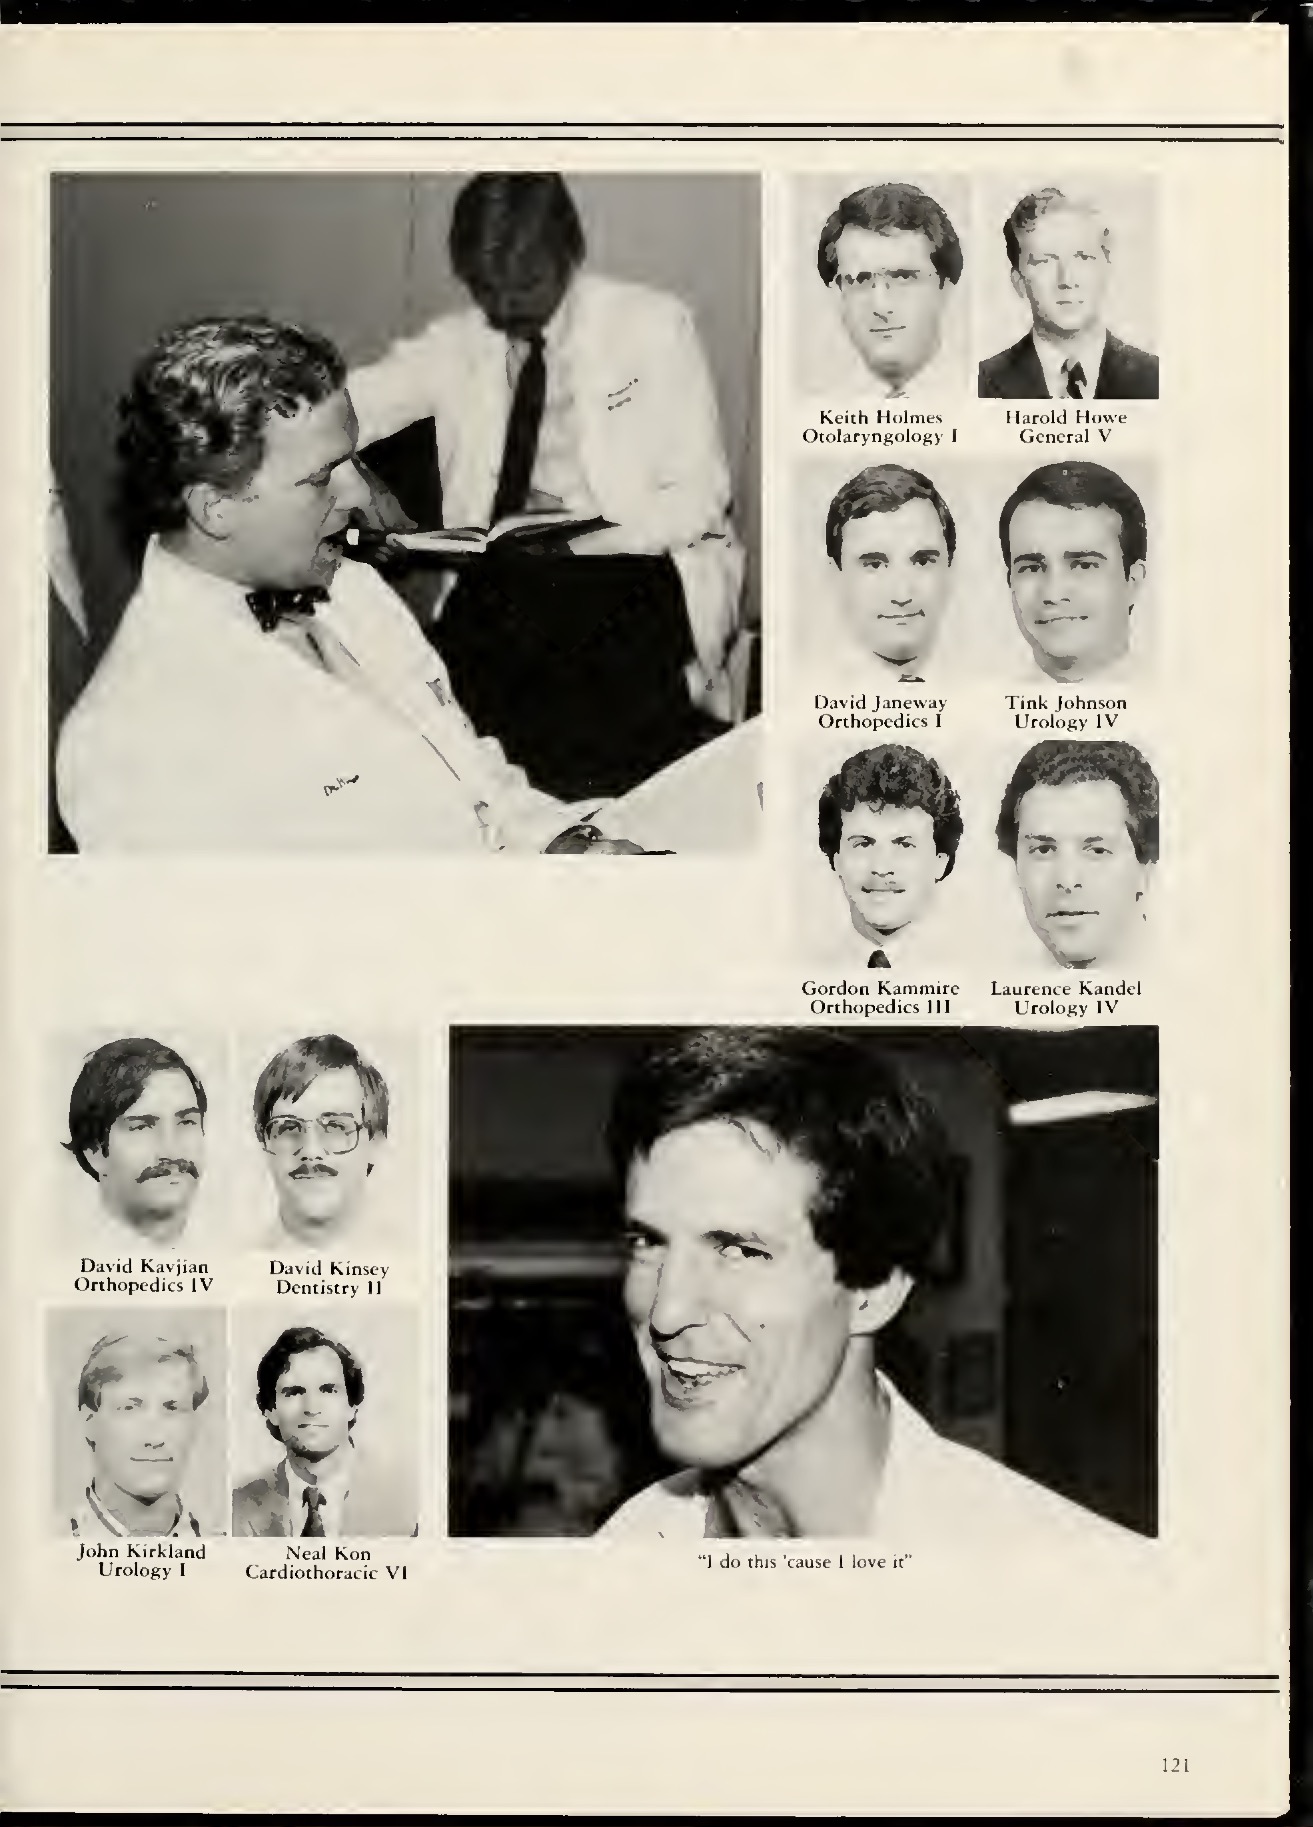 Keith Holmes
Otolaryngology I
Harold Howe
General V
David Janeway
Orthopedics I
Tink Johnson
Urology IV
Gordon Kammire
Orthopedics III
Laurence Kandel
Urology IV
David Kavjian
Orthopedics IV
David Kinsey
Dentistry II
John Kirkland
Urology I
Neal Kon
Cardiothoracic VI
"I do this 'cause I love it"
121